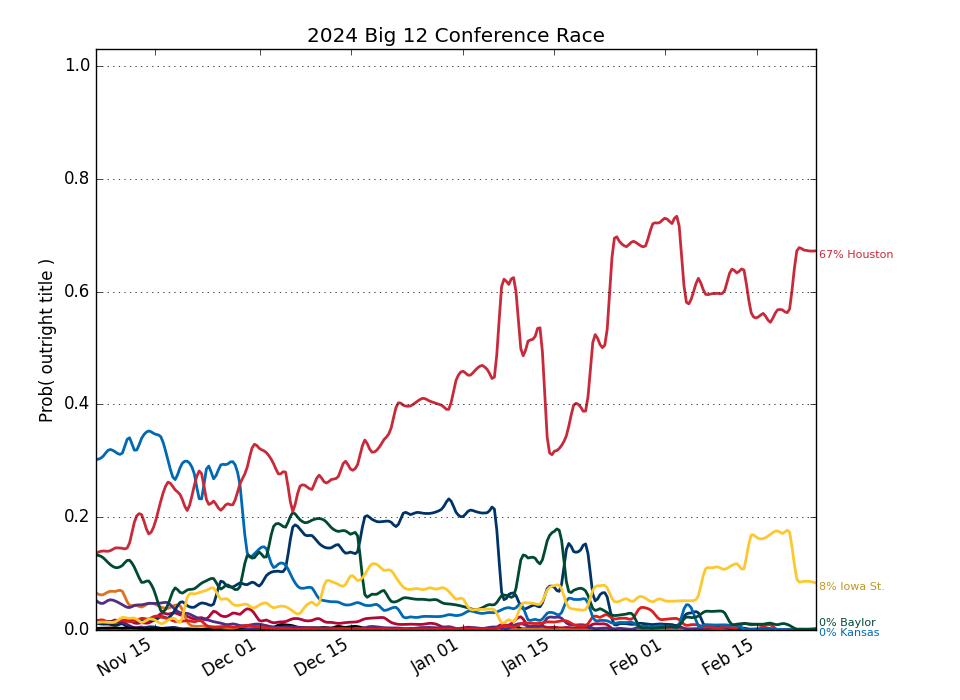 2024 Big 12 Conference Race
Prob( outright title )
1.0
0.8
0.6
0.4
0.2
0.0
Nov 15
Dec 01
Dec 15
Jan 01
Jan 15
Feb 01
Feb 15
67% Houston
8% Iowa St.
0% Baylor
0% Kansas